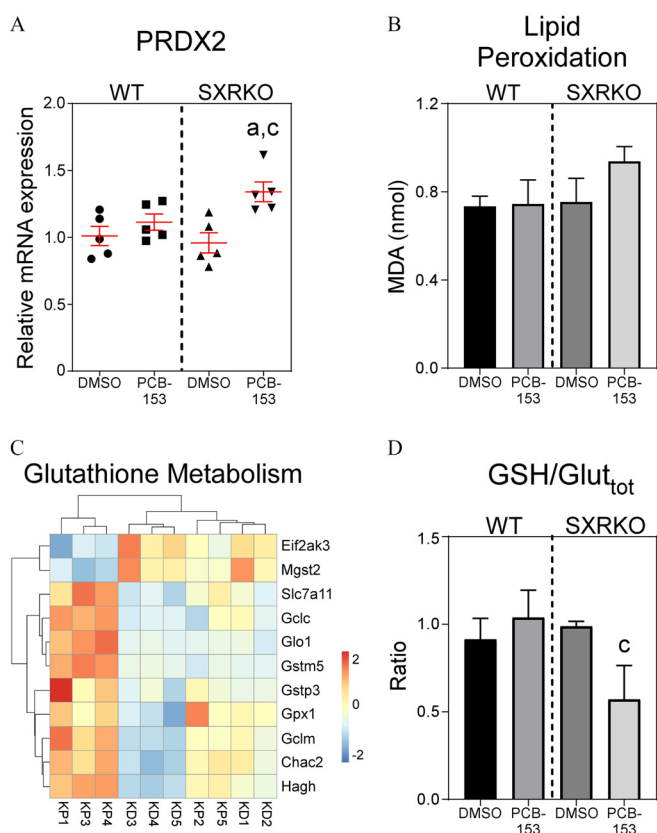 A
PRDX2
WT
SXRKO
a,c
Relative mRNA expression
2.0
1.5
1.0
0.5
0.0
DMSO
PCB-
153
DMSO
PCB-
153
B
Lipid
Peroxidation
WT
SXRKO
MDA (nmol)
1.2
0.8
0.4
0.0
DMSO
PCB-
153
DMSO
PCB-
153
C
Glutathione Metabolism
Eif2ak3
Mgst2
Slc7a11
Gclc
Glo1
Gstm5
Gstp3
Gpx1
Gclm
Chac2
Hagh
2
0
-2
KP1
KP3
KP4
KD3
KD4
KD5
KP2
KP5
KD1
KD2
D
GSH/Glut_tot
WT
SXRKO
c
Ratio
1.5
1.0
0.5
0.0
DMSO
PCB-
153
DMSO
PCB-
153